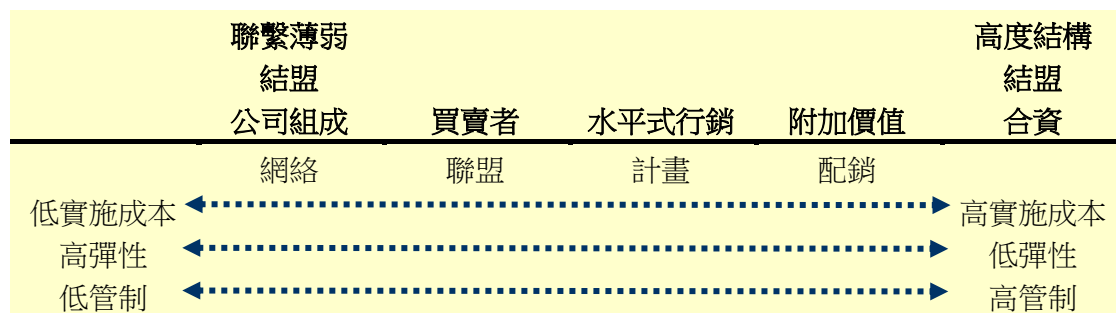 聯繫薄弱 高度結構
結盟 結盟
公司組成 買賣者 水平式行銷 附加價值 合資
網絡 聯盟 計畫 配銷
低實施成本 高實施成本
高彈性 低彈性
低管制 高管制